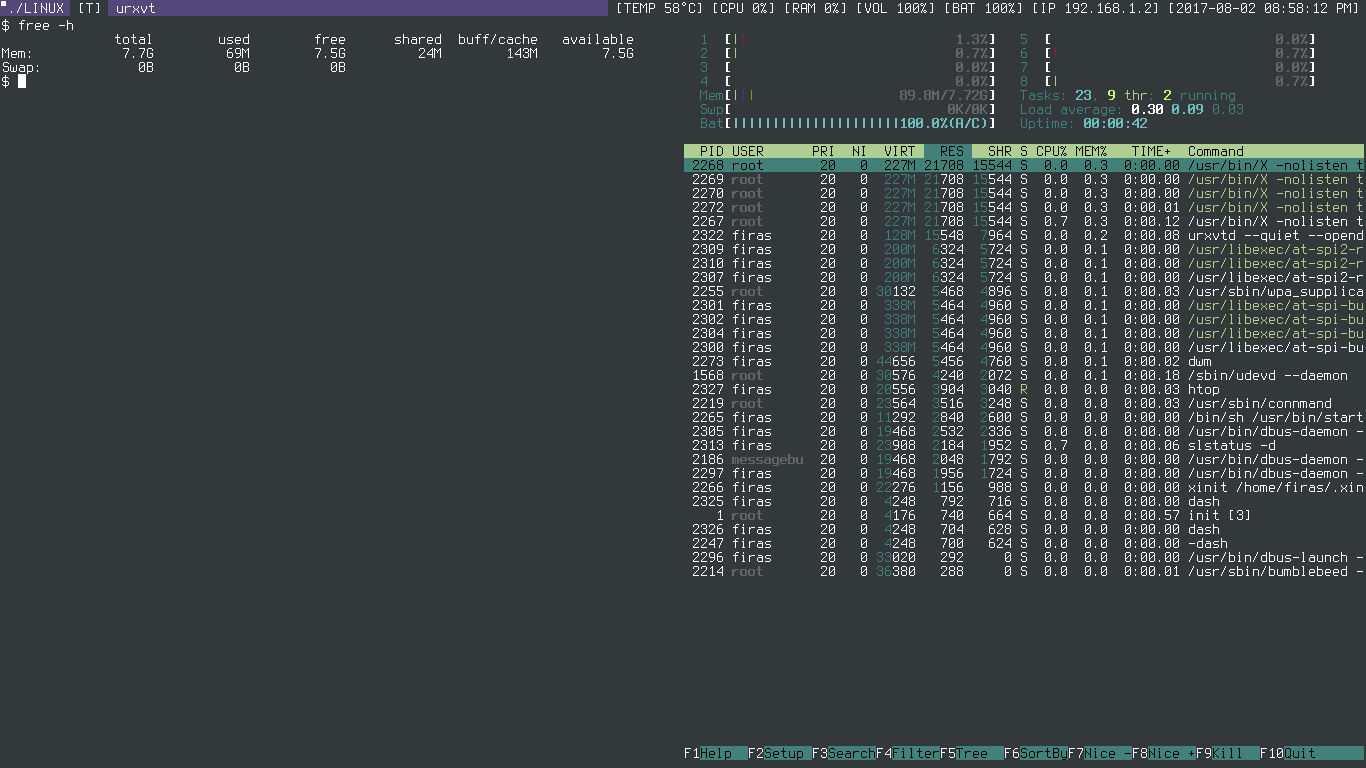 ./LINUX [T] urxvt [TEMP 58°C] [CPU 0%] [RAM 0%] [VOL 100%] [BAT 100%] [IP 192.168.1.2] [2017-08-02 08:58:12 PM]
$ free -h
total used free shared buff/cache available
Mem: 7.7G 69M 7.5G 24M 143M 7.5G
Swap: 0B 0B 0B
$
1 [|| 1.3%] 5 [ 0.0%]
2 [| 0.7%] 6 [ 0.7%]
3 [ 0.0%] 7 [ 0.0%]
4 [ 0.0%] 8 [| 0.7%]
Mem[||| 89.8M/7.72G] Tasks: 23, 9 thr: 2 running
Swp[ 0K/0K] Load average: 0.30 0.09 0.03
Bat[|||||||||||||||||||||100.0%(A/C)] Uptime: 00:00:42
PID USER PRI NI VIRT RES SHR S CPU% MEM% TIME+ Command
2268 root 20 0 227M 21708 15544 S 0.0 0.3 0:00.00 /usr/bin/X -nolisten t
2269 root 20 0 227M 21708 15544 S 0.0 0.3 0:00.00 /usr/bin/X -nolisten t
2270 root 20 0 227M 21708 15544 S 0.0 0.3 0:00.00 /usr/bin/X -nolisten t
2272 root 20 0 227M 21708 15544 S 0.0 0.3 0:00.01 /usr/bin/X -nolisten t
2267 root 20 0 227M 21708 15544 S 0.7 0.3 0:00.12 /usr/bin/X -nolisten t
2322 firas 20 0 128M 15548 7964 S 0.0 0.2 0:00.08 urxvtd --quiet --opend
2309 firas 20 0 200M 6324 5724 S 0.0 0.1 0:00.00 /usr/libexec/at-spi2-r
2310 firas 20 0 200M 6324 5724 S 0.0 0.1 0:00.00 /usr/libexec/at-spi2-r
2307 firas 20 0 200M 6324 5724 S 0.0 0.1 0:00.00 /usr/libexec/at-spi2-r
2255 root 20 0 30132 5468 4896 S 0.0 0.1 0:00.03 /usr/sbin/wpa_supplica
2301 firas 20 0 338M 5464 4960 S 0.0 0.1 0:00.00 /usr/libexec/at-spi-bu
2302 firas 20 0 338M 5464 4960 S 0.0 0.1 0:00.00 /usr/libexec/at-spi-bu
2304 firas 20 0 338M 5464 4960 S 0.0 0.1 0:00.00 /usr/libexec/at-spi-bu
2300 firas 20 0 338M 5464 4960 S 0.0 0.1 0:00.00 /usr/libexec/at-spi-bu
2273 firas 20 0 44656 5456 4760 S 0.0 0.1 0:00.02 dwm
1568 root 20 0 30576 4240 2072 S 0.0 0.1 0:00.18 /sbin/udevd --daemon
2327 firas 20 0 20556 3904 3040 R 0.0 0.0 0:00.03 htop
2219 root 20 0 23564 3516 3248 S 0.0 0.0 0:00.03 /usr/sbin/connmand
2265 firas 20 0 11292 2840 2600 S 0.0 0.0 0:00.00 /bin/sh /usr/bin/start
2305 firas 20 0 19468 2532 2336 S 0.0 0.0 0:00.00 /usr/bin/dbus-daemon -
2313 firas 20 0 23908 2184 1952 S 0.7 0.0 0:00.06 slstatus -d
2186 messagebu 20 0 19468 2048 1792 S 0.0 0.0 0:00.00 /usr/bin/dbus-daemon -
2297 firas 20 0 19468 1956 1724 S 0.0 0.0 0:00.00 /usr/bin/dbus-daemon -
2266 firas 20 0 22276 1156 988 S 0.0 0.0 0:00.00 xinit /home/firas/.xin
2325 firas 20 0 4248 792 716 S 0.0 0.0 0:00.00 dash
1 root 20 0 4176 740 664 S 0.0 0.0 0:00.57 init [3]
2326 firas 20 0 4248 704 628 S 0.0 0.0 0:00.00 dash
2247 firas 20 0 4248 700 624 S 0.0 0.0 0:00.00 -dash
2296 firas 20 0 33020 292 0 S 0.0 0.0 0:00.00 /usr/bin/dbus-launch -
2214 root 20 0 36380 288 0 S 0.0 0.0 0:00.01 /usr/sbin/bumblebeed -
F1Help F2Setup F3SearchF4FilterF5Tree F6SortByF7Nice -F8Nice +F9Kill F10Quit